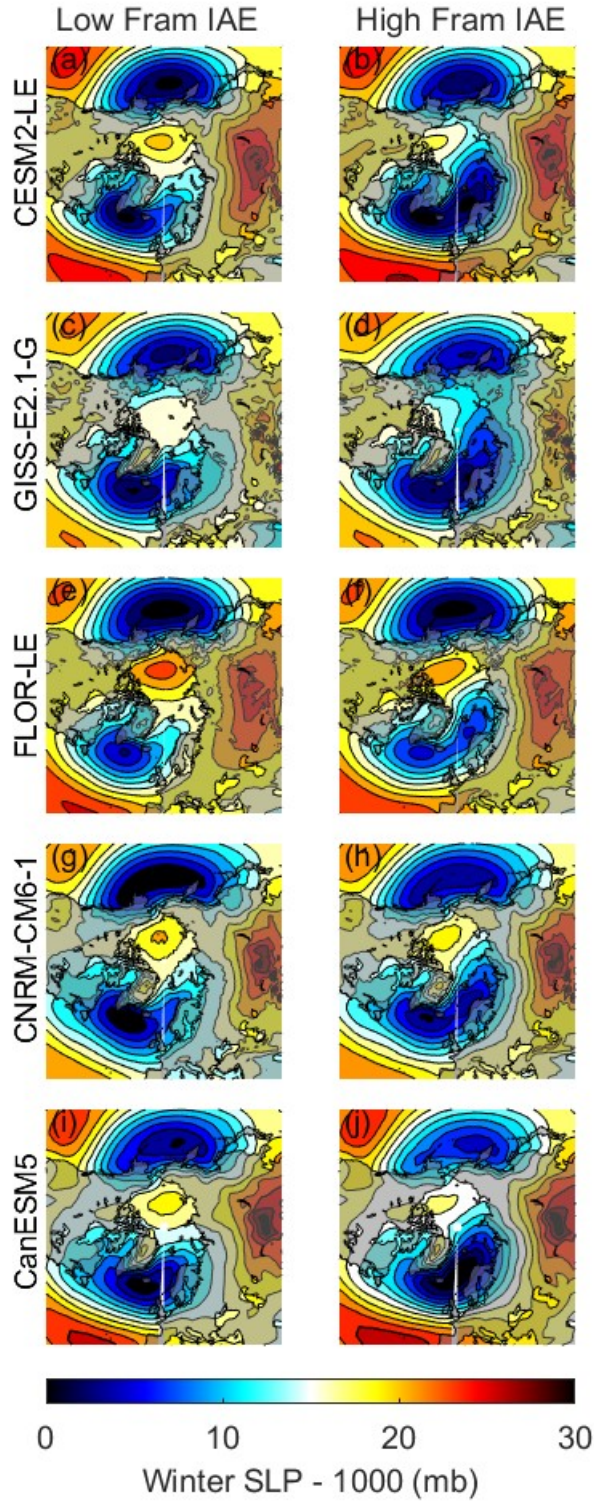 Low Fram IAE High Fram IAE
CESM2-LE
(a) (b)
GISS-E2.1-G
(c) (d)
FLOR-LE
(e) (f)
CNRM-CM6-1
(g) (h)
CanESM5
(i) (j)
0 10 20 30
Winter SLP - 1000 (mb)